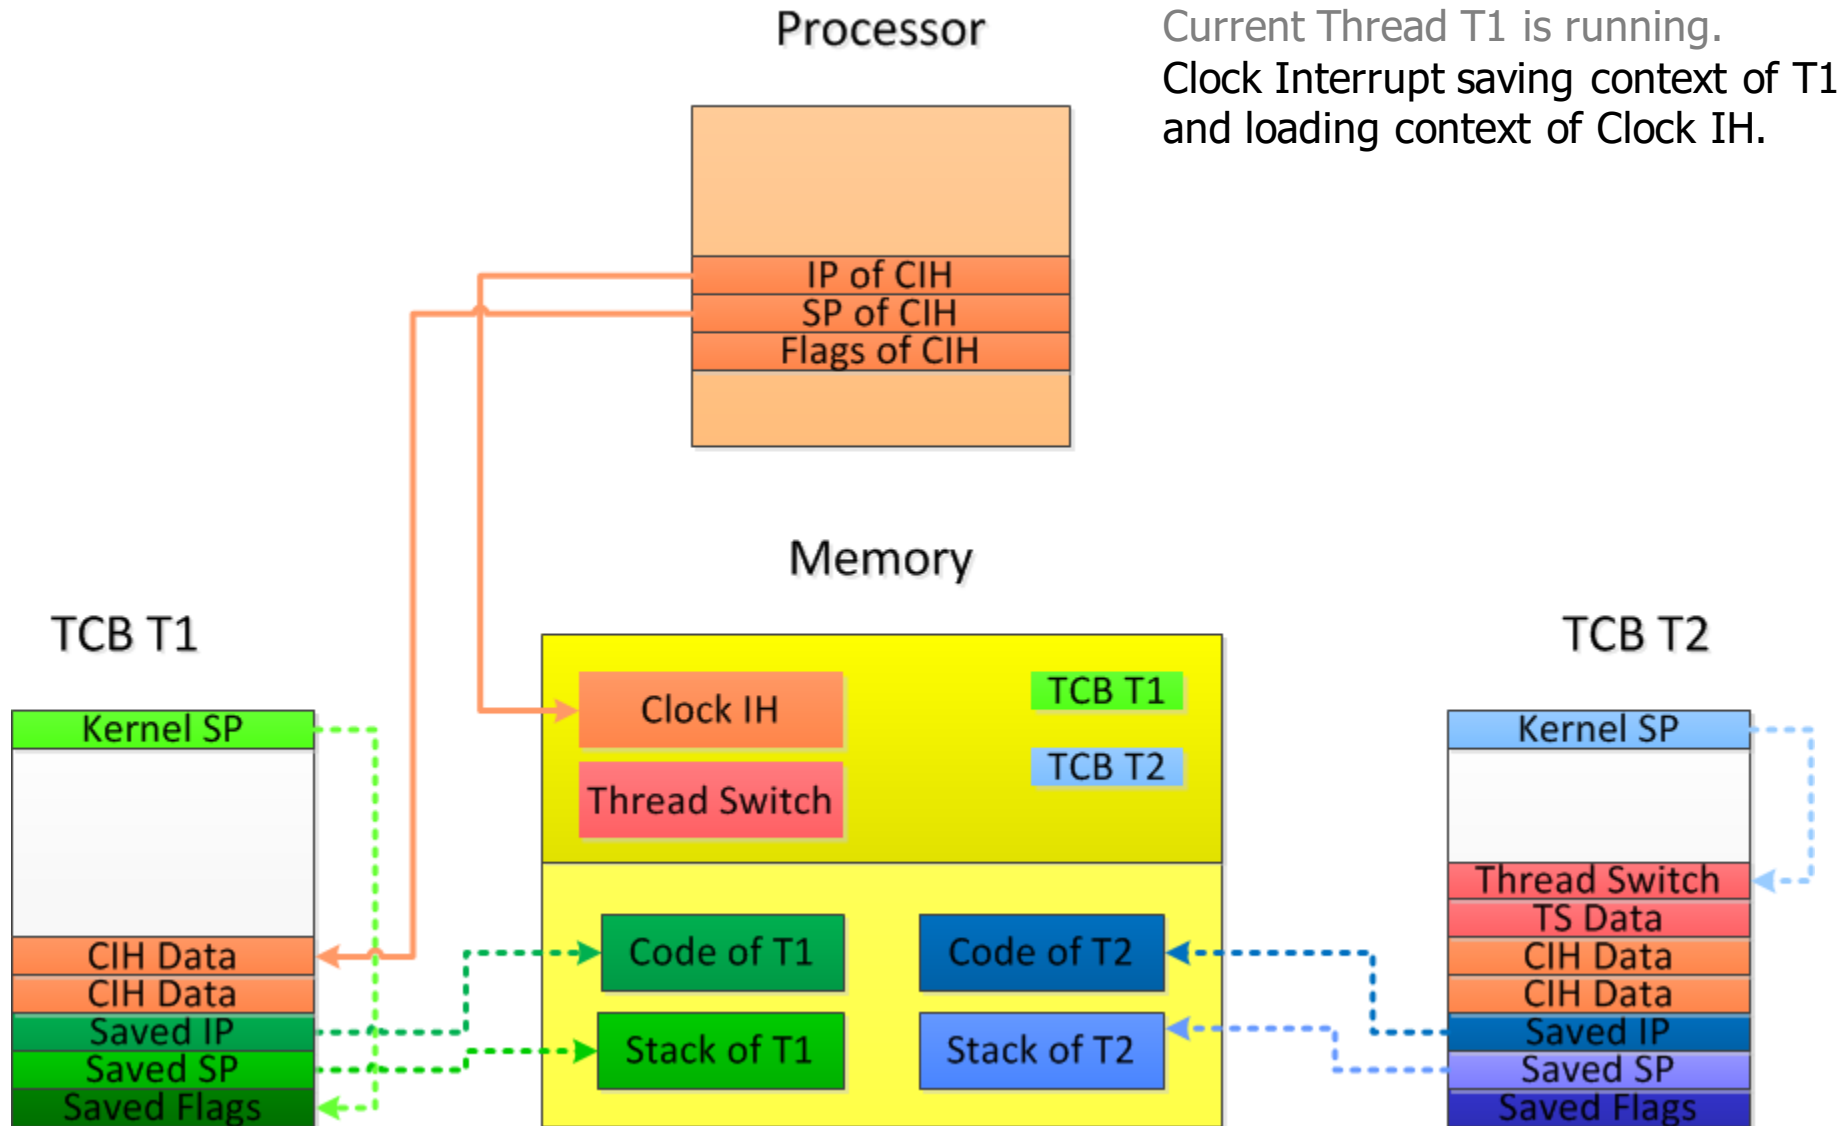 Processor
Current Thread T1 is running.
Clock Interrupt saving context of T1
and loading context of Clock IH.
IP of CIH
SP of CIH
Flags of CIH
Memory
TCB T1
TCB T2
Kernel SP
CIH Data
CIH Data
Saved IP
Saved SP
Saved Flags
Clock IH
Thread Switch
TCB T1
TCB T2
Code of T1
Code of T2
Stack of T1
Stack of T2
Kernel SP
Thread Switch
TS Data
CIH Data
CIH Data
Saved IP
Saved SP
Saved Flags